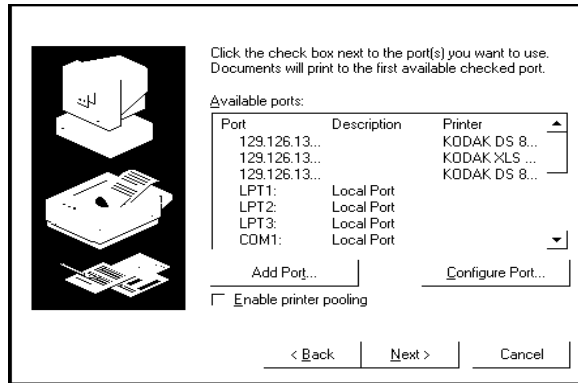 Click the check box next to the port(s) you want to use.
Documents will print to the first available checked port.
Available ports:
Port Description Printer
129.126.13... KODAK DS 8...
129.126.13... KODAK XLS ...
129.126.13... KODAK DS 8...
LPT1: Local Port
LPT2: Local Port
LPT3: Local Port
COM1: Local Port
Add Port... Configure Port...
Enable printer pooling
< Back Next > Cancel